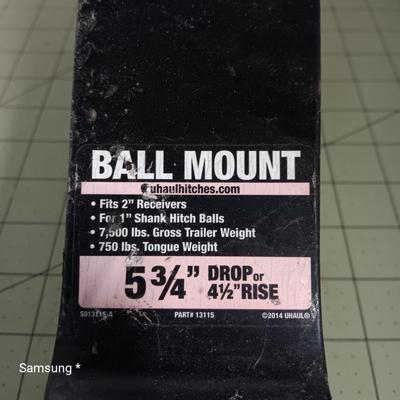 BALL MOUNT
uhaulhitches.com
• Fits 2” Receivers
• For 1” Shank Hitch Balls
• 7,500 lbs. Gross Trailer Weight
• 750 lbs. Tongue Weight
5 3/4” DROP or
4½” RISE
S013115-A PART# 13115 ©2014 UHAUL®
Samsung *